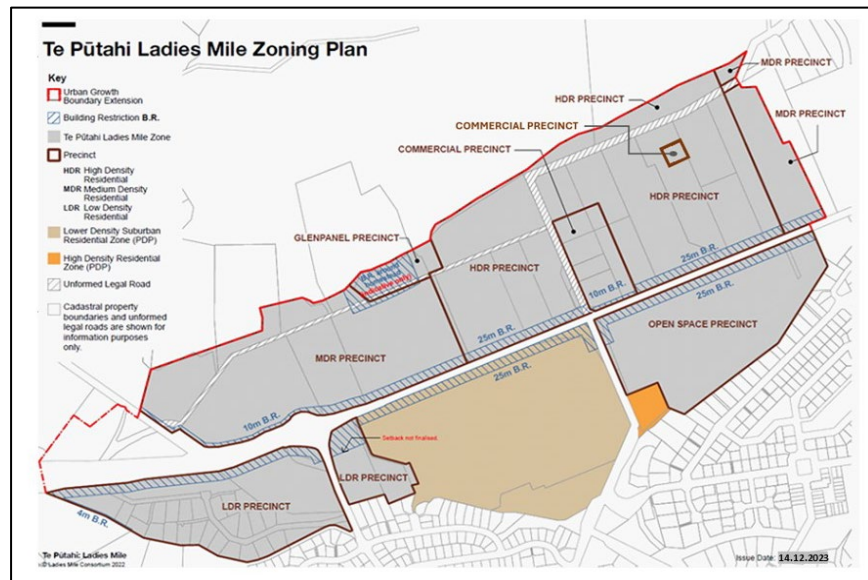 Te Pūtahi Ladies Mile Zoning Plan
Key
Urban Growth
Boundary Extension
Building Restriction B.R.
Te Pūtahi Ladies Mile Zone
Precinct
HDR High Density
Residential
MDR Medium Density
Residential
LDR Low Density
Residential
Lower Density Suburban
Residential Zone (PDP)
High Density Residential
Zone (PDP)
Unformed Legal Road
Cadastral property
boundaries and unformed
legal roads are shown for
information purposes
only.
MDR PRECINCT
HDR PRECINCT
MDR PRECINCT
COMMERCIAL PRECINCT
COMMERCIAL PRECINCT
HDR PRECINCT
GLENPANEL PRECINCT
HDR PRECINCT
25m B.R.
10m B.R.
25m B.R.
25m B.R.
OPEN SPACE PRECINCT
MDR PRECINCT
25m B.R.
10m B.R.
Setback not finalised.
LDR PRECINCT
LDR PRECINCT
4m B.R.
Te Pūtahi: Ladies Mile
© Ladies Mile Consortium 2022
Issue Date: 14.12.2023